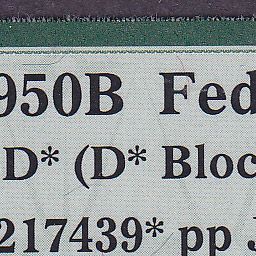 950B Fed
D* (D* Bloc
217439* pp J